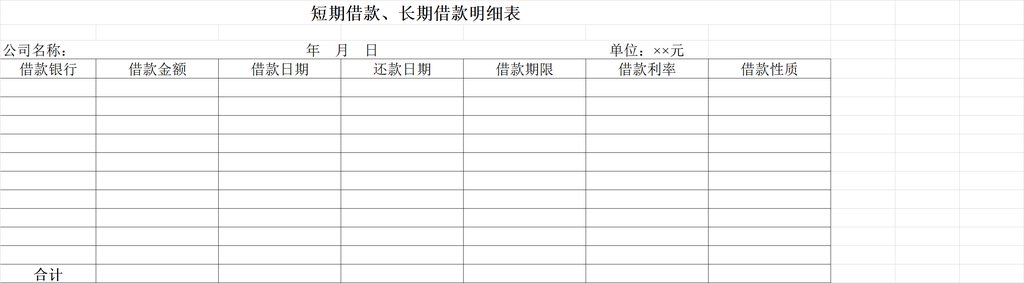 短期借款、长期借款明细表
公司名称： 年 月 日 单位：××元
借款银行 借款金额 借款日期 还款日期 借款期限 借款利率 借款性质
合计